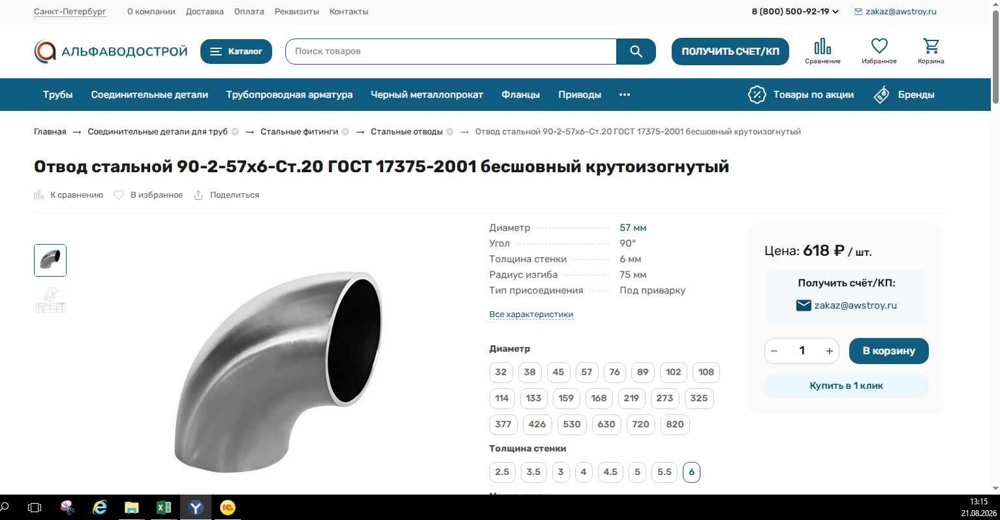 Санкт-Петербург О компании Доставка Оплата Реквизиты Контакты 8 (800) 500-92-19 zakaz@awstroy.ru
АЛЬФАВОДОСТРОЙ Каталог Поиск товаров ПОЛУЧИТЬ СЧЕТ/КП Сравнение Избранное Корзина
Трубы Соединительные детали Трубопроводная арматура Черный металлопрокат Фланцы Приводы ••• Товары по акции Бренды
Главная → Соединительные детали для труб → Стальные фитинги → Стальные отводы → Отвод стальной 90-2-57х6-Ст.20 ГОСТ 17375-2001 бесшовный крутоизогнутый
Отвод стальной 90-2-57х6-Ст.20 ГОСТ 17375-2001 бесшовный крутоизогнутый
К сравнению В избранное Поделиться
Диаметр 57 мм
Угол 90°
Толщина стенки 6 мм
Радиус изгиба 75 мм
Тип присоединения Под приварку
Все характеристики
Диаметр
32 38 45 57 76 89 102 108
114 133 159 168 219 273 325
377 426 530 630 720 820
Толщина стенки
2.5 3.5 3 4 4.5 5 5.5 6
Цена: 618 ₽ / шт.
Получить счёт/КП:
zakaz@awstroy.ru
− 1 + В корзину
Купить в 1 клик
13:15
21.08.2026